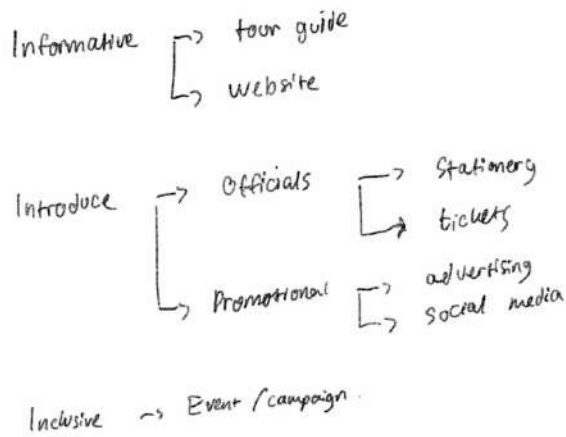 Informative → tour guide
→ website
Introduce → Officials → Stationery
→ tickets
→ Promotional → advertising
→ social media
Inclusive → Event / campaign.